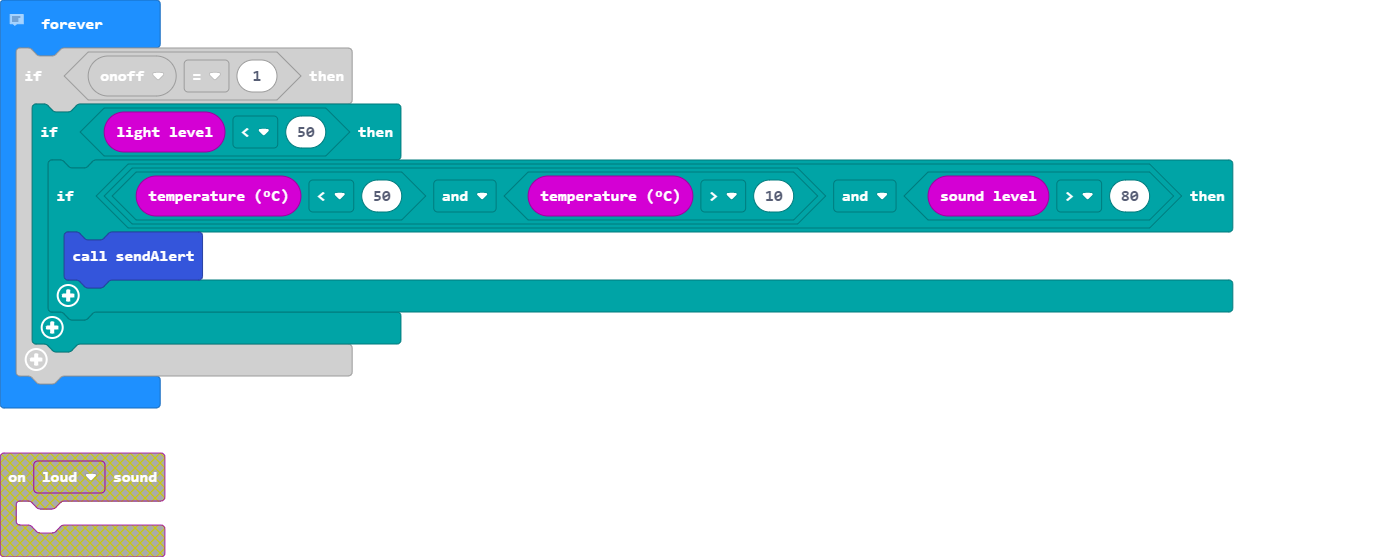 forever
if onoff = 1 then
if light level < 50 then
if temperature (ºC) < 50 and temperature (ºC) > 10 and sound level > 80 then
call sendAlert
on loud sound